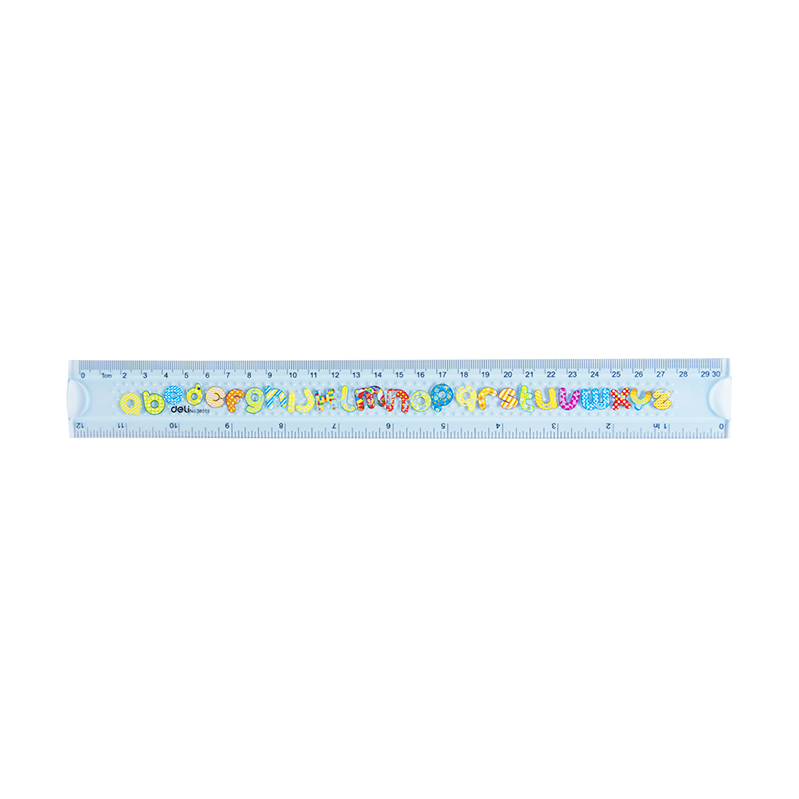 0 1cm 2 3 4 5 6 7 8 9 10 11 12 13 14 15 16 17 18 19 20 21 22 23 24 25 26 27 28 29 30
abcdefghijklmnopqrstuvwxyz
deli No.
12 11 10 9 8 7 6 5 4 3 2 1 In 0